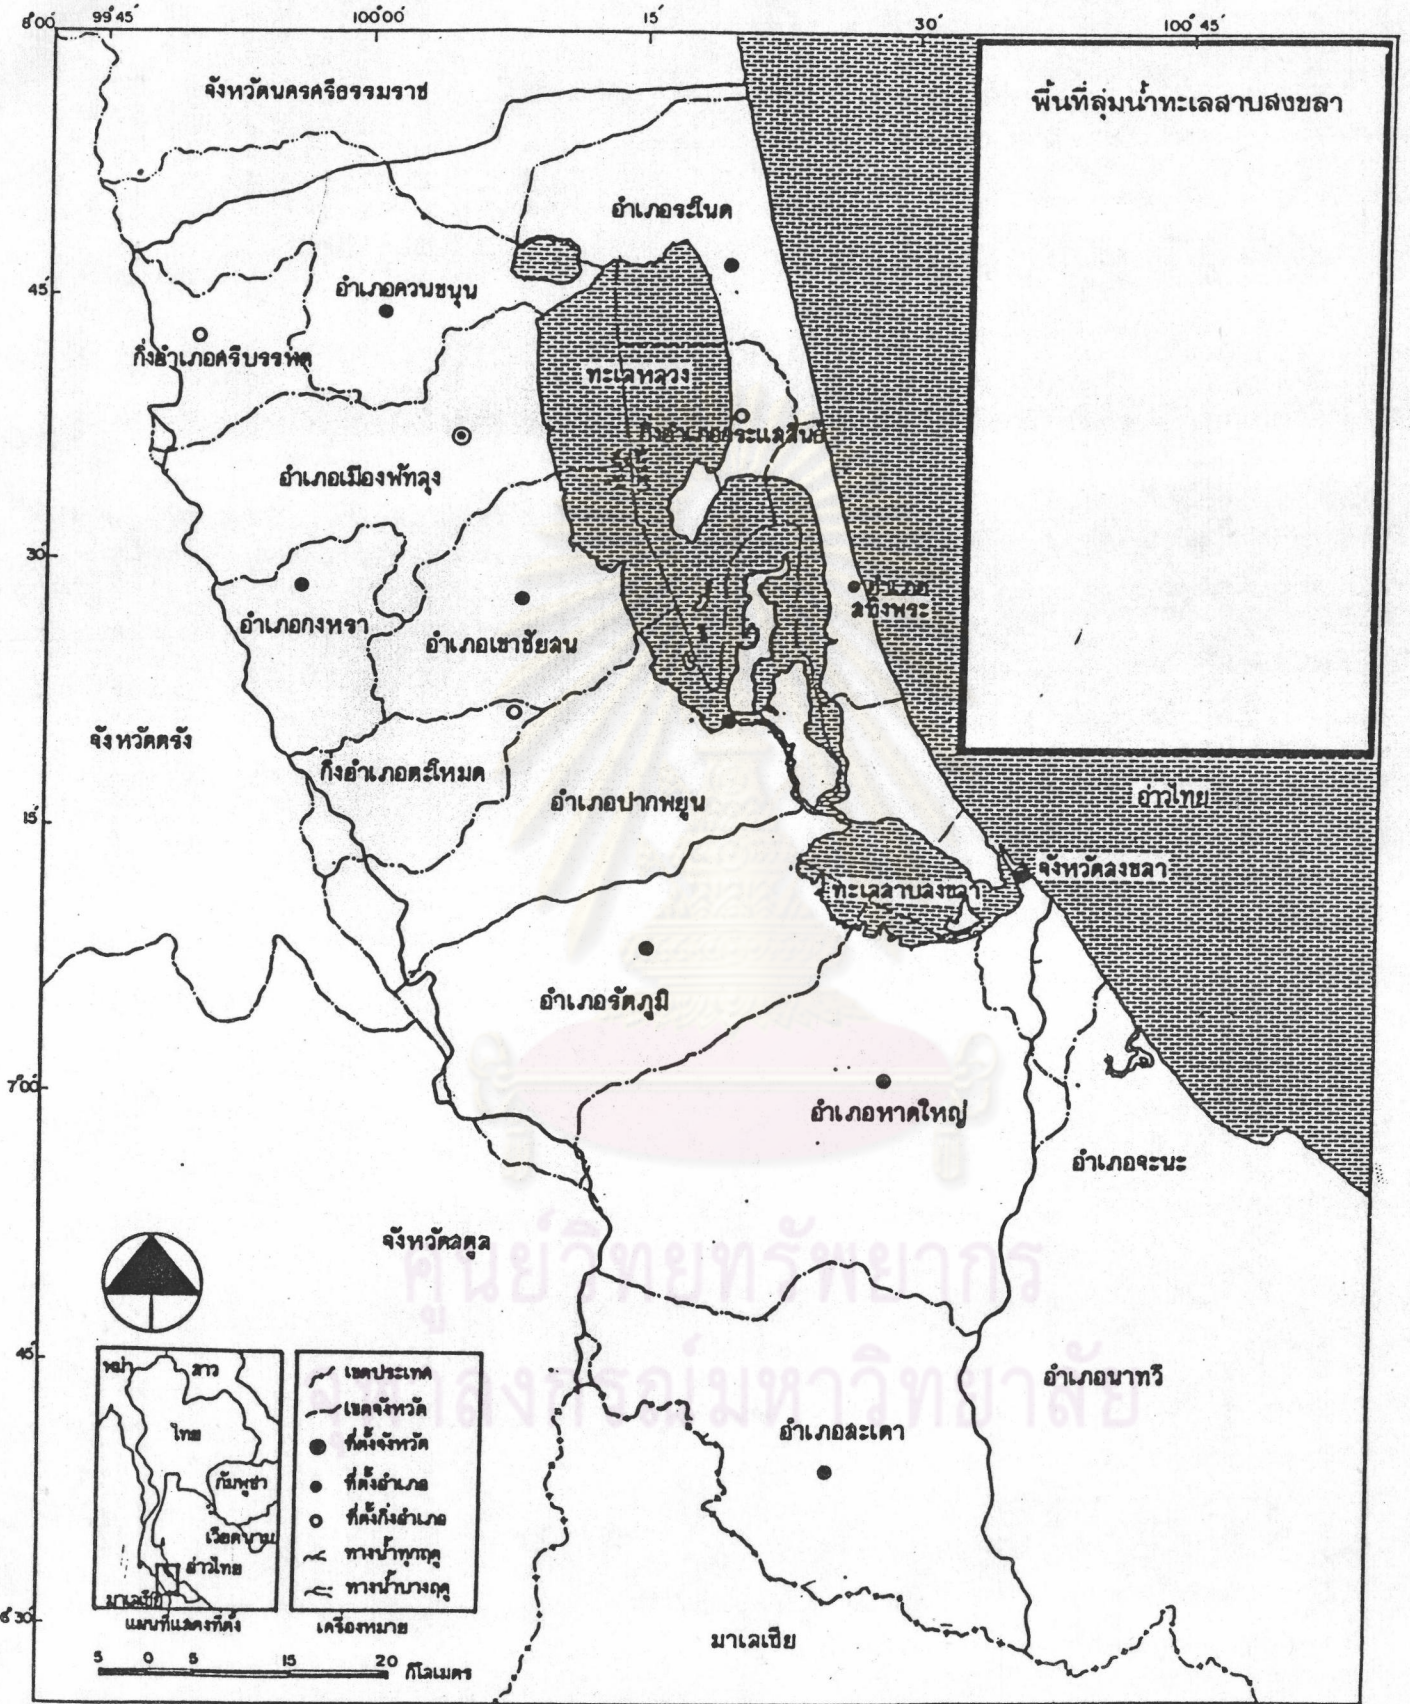 99°45'
100°00'
15'
30'
100°45'
8°00'
จังหวัดนครศรีธรรมราช
พื้นที่ลุ่มน้ำทะเลสาบสงขลา
อำเภอระโนด
45'
อำเภอควนขนุน
กิ่งอำเภอศรีบรรพต
ทะเลหลวง
กิ่งอำเภอกระแสสินธุ์
อำเภอเมืองพัทลุง
30'
อำเภอ
สทิงพระ
อำเภอกงหรา
อำเภอเขาชัยสน
จังหวัดตรัง
กิ่งอำเภอตะโหมด
อำเภอปากพยูน
อ่าวไทย
15'
จังหวัดสงขลา
ทะเลสาบสงขลา
อำเภอรัตภูมิ
7°00'
อำเภอหาดใหญ่
อำเภอจะนะ
จังหวัดสตูล
ศูนย์วิทยทรัพยากร
จุฬาลงกรณ์มหาวิทยาลัย
45'
อำเภอนาทวี
อำเภอสะเดา
พม่า
ลาว
ไทย
กัมพูชา
เวียดนาม
อ่าวไทย
มาเลเซีย
แผนที่แสดงที่ตั้ง
เขตประเทศ
เขตจังหวัด
ที่ตั้งจังหวัด
ที่ตั้งอำเภอ
ที่ตั้งกิ่งอำเภอ
ทางน้ำทุกฤดู
ทางน้ำบางฤดู
เครื่องหมาย
6°30'
มาเลเซีย
5 0 5 15 20 กิโลเมตร